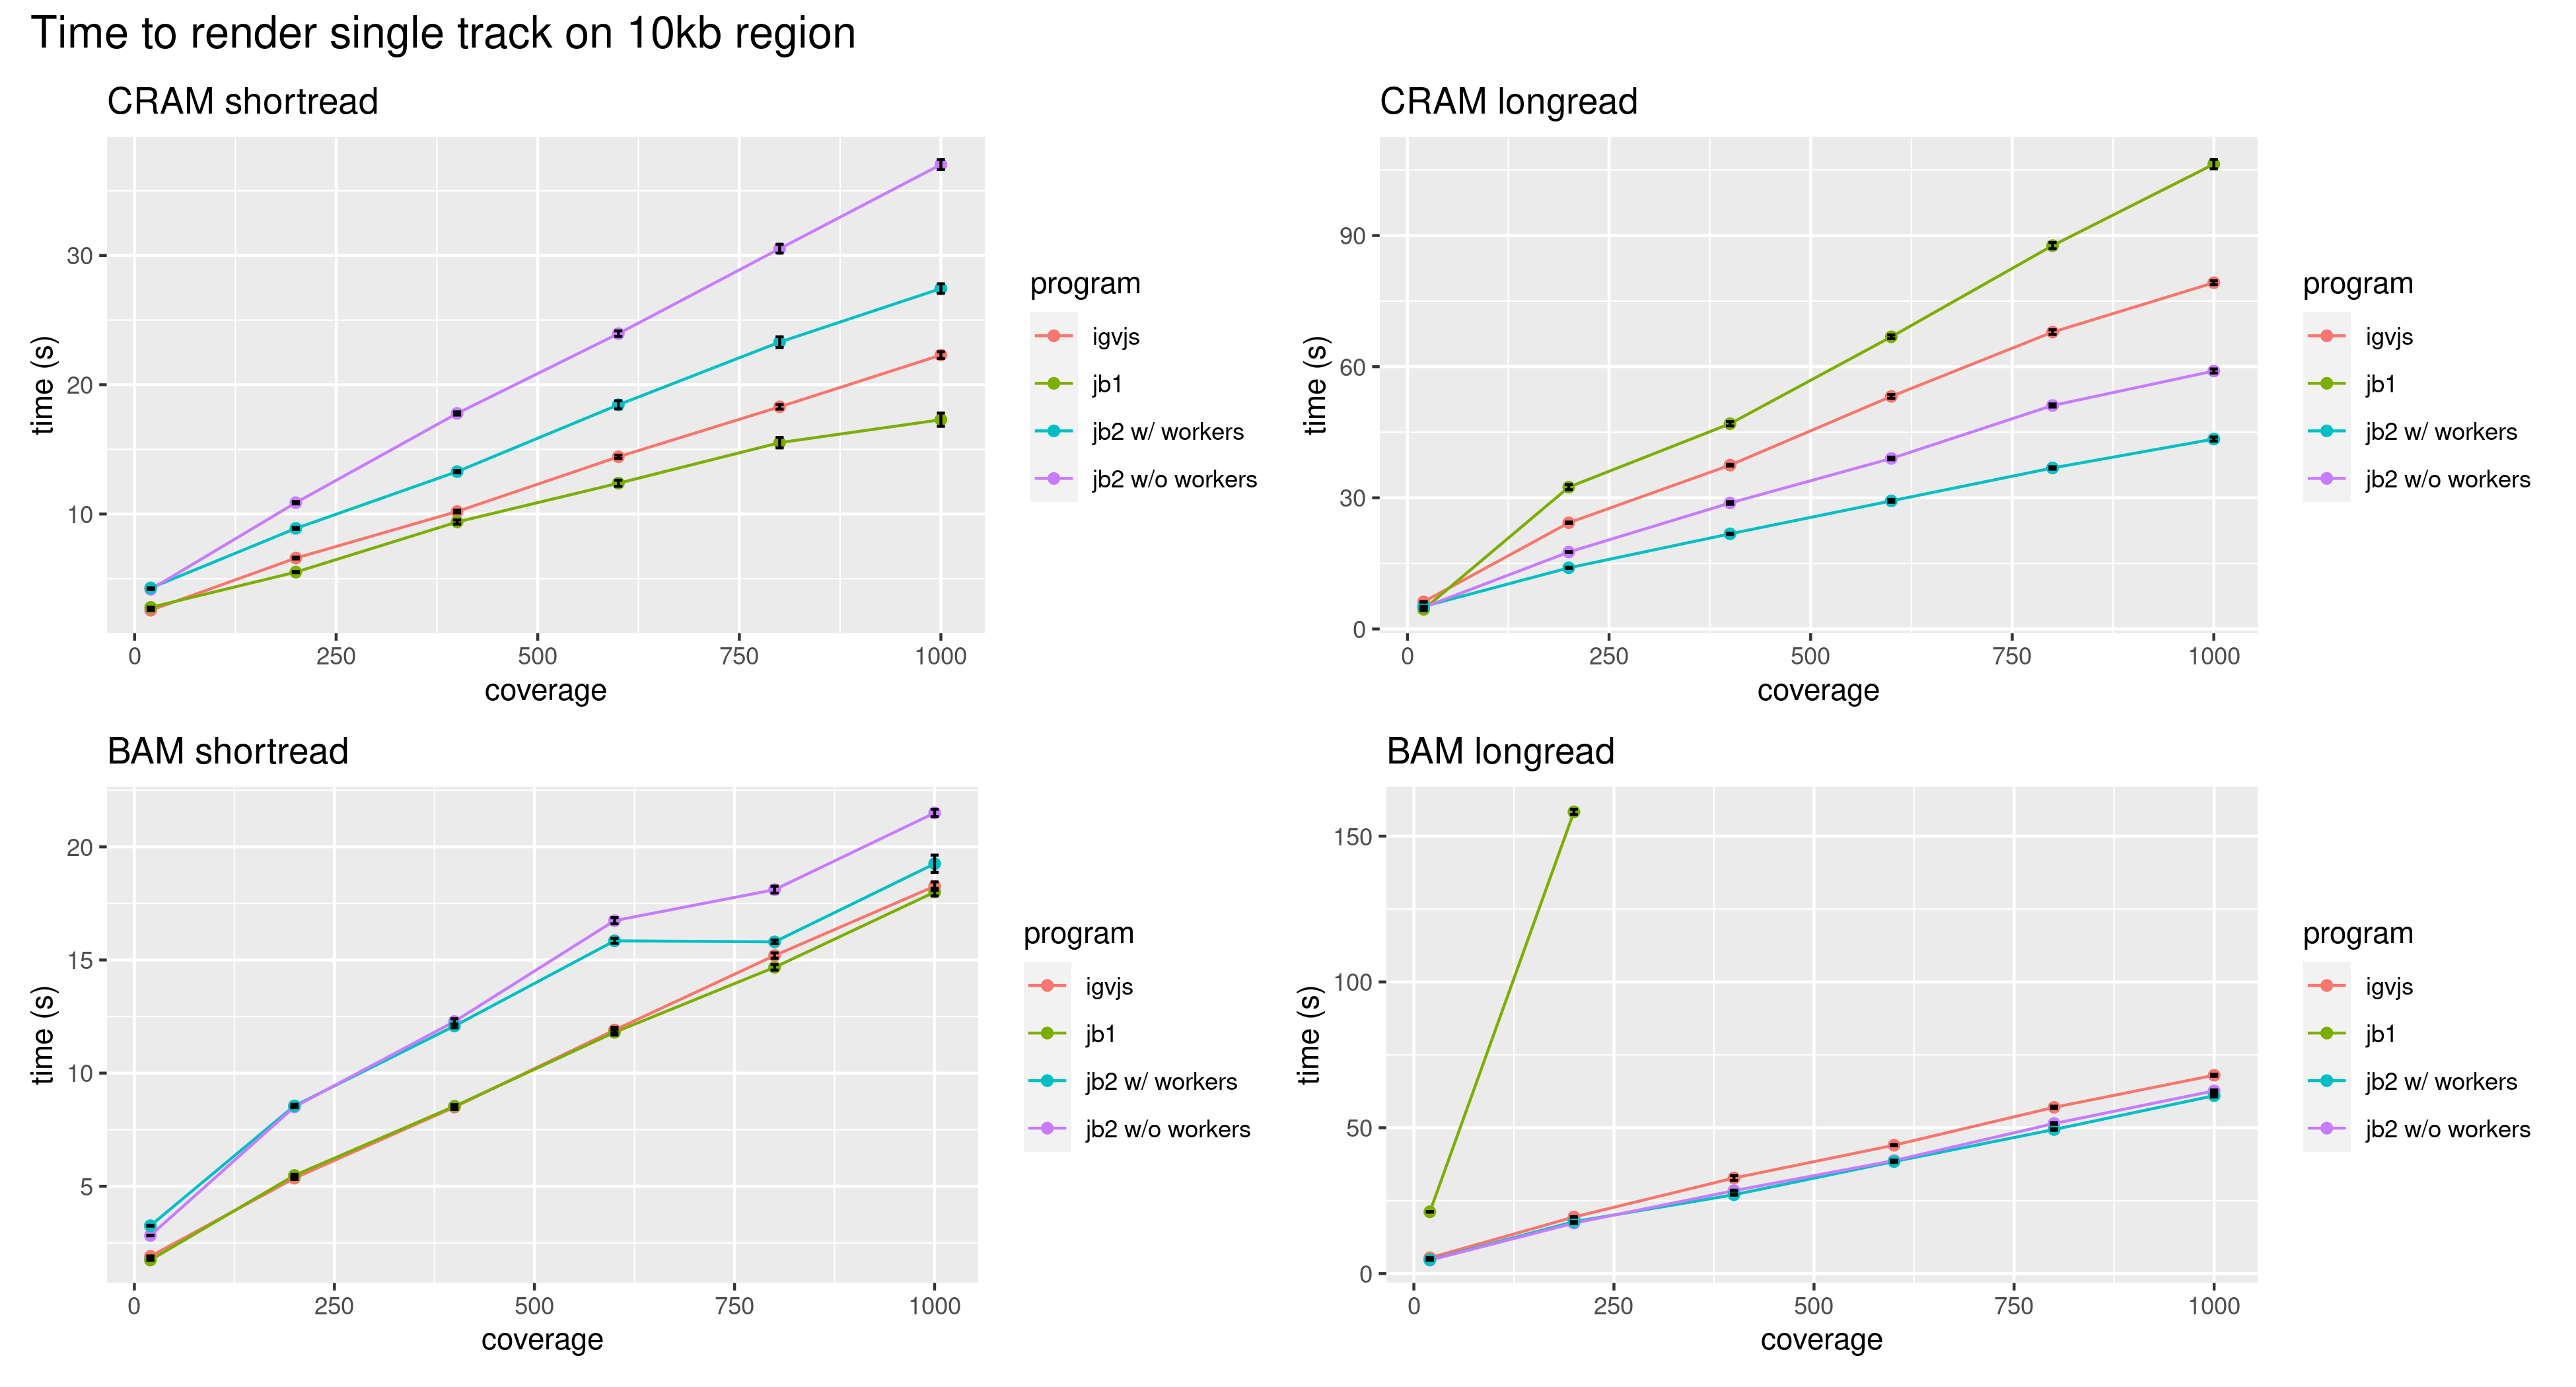 Time to render single track on 10kb region
CRAM shortread
time (s)
30
20
10
0 250 500 750 1000
coverage
program
igvjs
jb1
jb2 w/ workers
jb2 w/o workers
CRAM longread
time (s)
90
60
30
0
0 250 500 750 1000
coverage
program
igvjs
jb1
jb2 w/ workers
jb2 w/o workers
BAM shortread
time (s)
20
15
10
5
0 250 500 750 1000
coverage
program
igvjs
jb1
jb2 w/ workers
jb2 w/o workers
BAM longread
time (s)
150
100
50
0
0 250 500 750 1000
coverage
program
igvjs
jb1
jb2 w/ workers
jb2 w/o workers